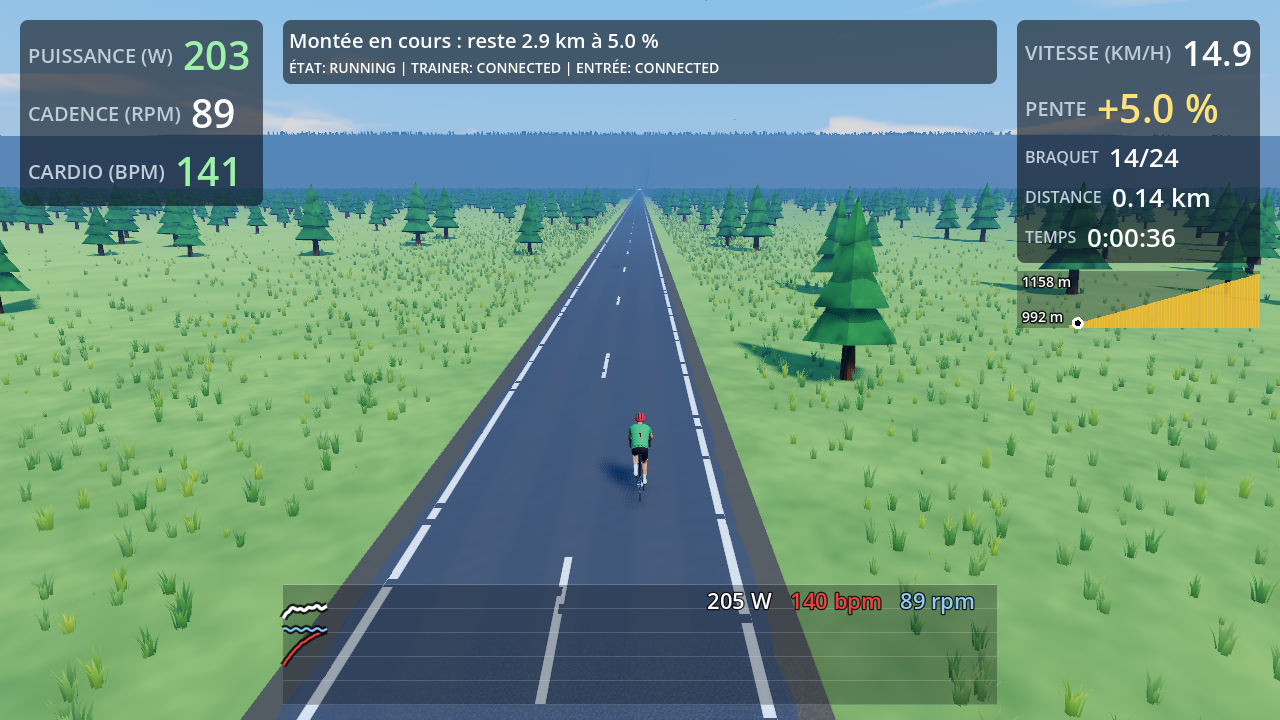 PUISSANCE (W) 203
CADENCE (RPM) 89
CARDIO (BPM) 141
Montée en cours : reste 2.9 km à 5.0 %
ÉTAT: RUNNING | TRAINER: CONNECTED | ENTRÉE: CONNECTED
VITESSE (KM/H) 14.9
PENTE +5.0 %
BRAQUET 14/24
DISTANCE 0.14 km
TEMPS 0:00:36
1158 m
992 m
205 W 140 bpm 89 rpm